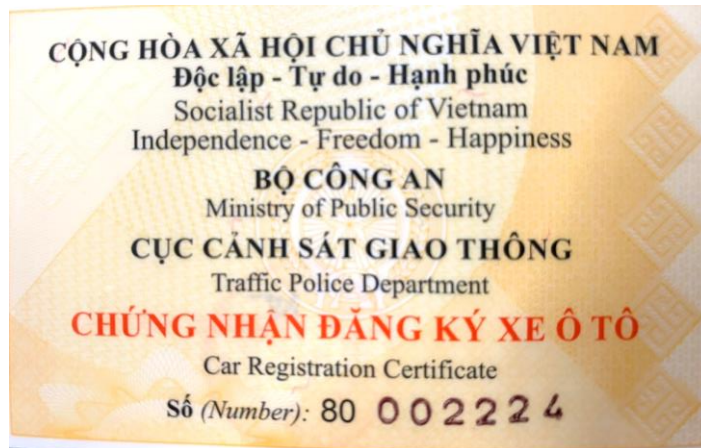 CỘNG HÒA XÃ HỘI CHỦ NGHĨA VIỆT NAM
Độc lập - Tự do - Hạnh phúc
Socialist Republic of Vietnam
Independence - Freedom - Happiness
BỘ CÔNG AN
Ministry of Public Security
CỤC CẢNH SÁT GIAO THÔNG
Traffic Police Department
CHỨNG NHẬN ĐĂNG KÝ XE Ô TÔ
Car Registration Certificate
Số (Number): 80 002224